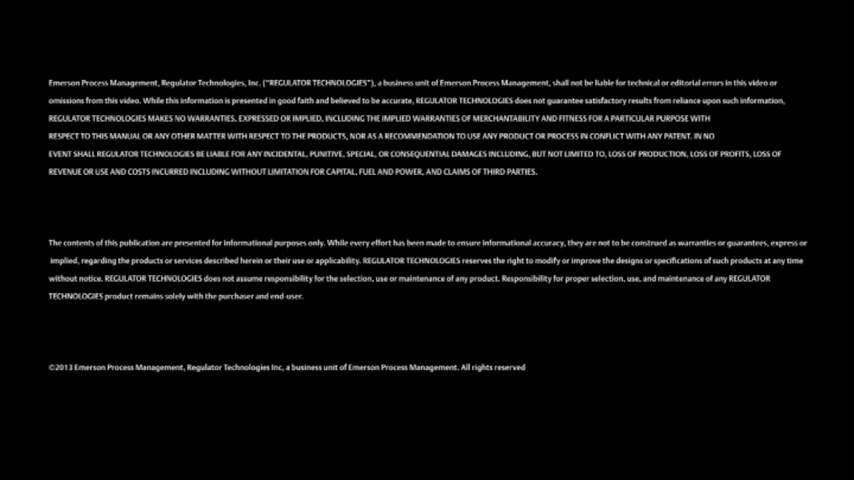 Emerson Process Management, Regulator Technologies, Inc. ("REGULATOR TECHNOLOGIES"), a business unit of Emerson Process Management, shall not be liable for technical or editorial errors in this video or
omissions from this video. While this information is presented in good faith and believed to be accurate, REGULATOR TECHNOLOGIES does not guarantee satisfactory results from reliance upon such information,
REGULATOR TECHNOLOGIES MAKES NO WARRANTIES, EXPRESSED OR IMPLIED, INCLUDING THE IMPLIED WARRANTIES OF MERCHANTABILITY AND FITNESS FOR A PARTICULAR PURPOSE WITH
RESPECT TO THIS MANUAL OR ANY OTHER MATTER WITH RESPECT TO THE PRODUCTS, NOR AS A RECOMMENDATION TO USE ANY PRODUCT OR PROCESS IN CONFLICT WITH ANY PATENT. IN NO
EVENT SHALL REGULATOR TECHNOLOGIES BE LIABLE FOR ANY INCIDENTAL, PUNITIVE, SPECIAL, OR CONSEQUENTIAL DAMAGES INCLUDING, BUT NOT LIMITED TO, LOSS OF PRODUCTION, LOSS OF PROFITS, LOSS OF
REVENUE OR USE AND COSTS INCURRED INCLUDING WITHOUT LIMITATION FOR CAPITAL, FUEL AND POWER, AND CLAIMS OF THIRD PARTIES.
The contents of this publication are presented for informational purposes only. While every effort has been made to ensure informational accuracy, they are not to be construed as warranties or guarantees, express or
implied, regarding the products or services described herein or their use or applicability. REGULATOR TECHNOLOGIES reserves the right to modify or improve the designs or specifications of such products at any time
without notice. REGULATOR TECHNOLOGIES does not assume responsibility for the selection, use or maintenance of any product. Responsibility for proper selection, use, and maintenance of any REGULATOR
TECHNOLOGIES product remains solely with the purchaser and end-user.
©2013 Emerson Process Management, Regulator Technologies Inc, a business unit of Emerson Process Management. All rights reserved